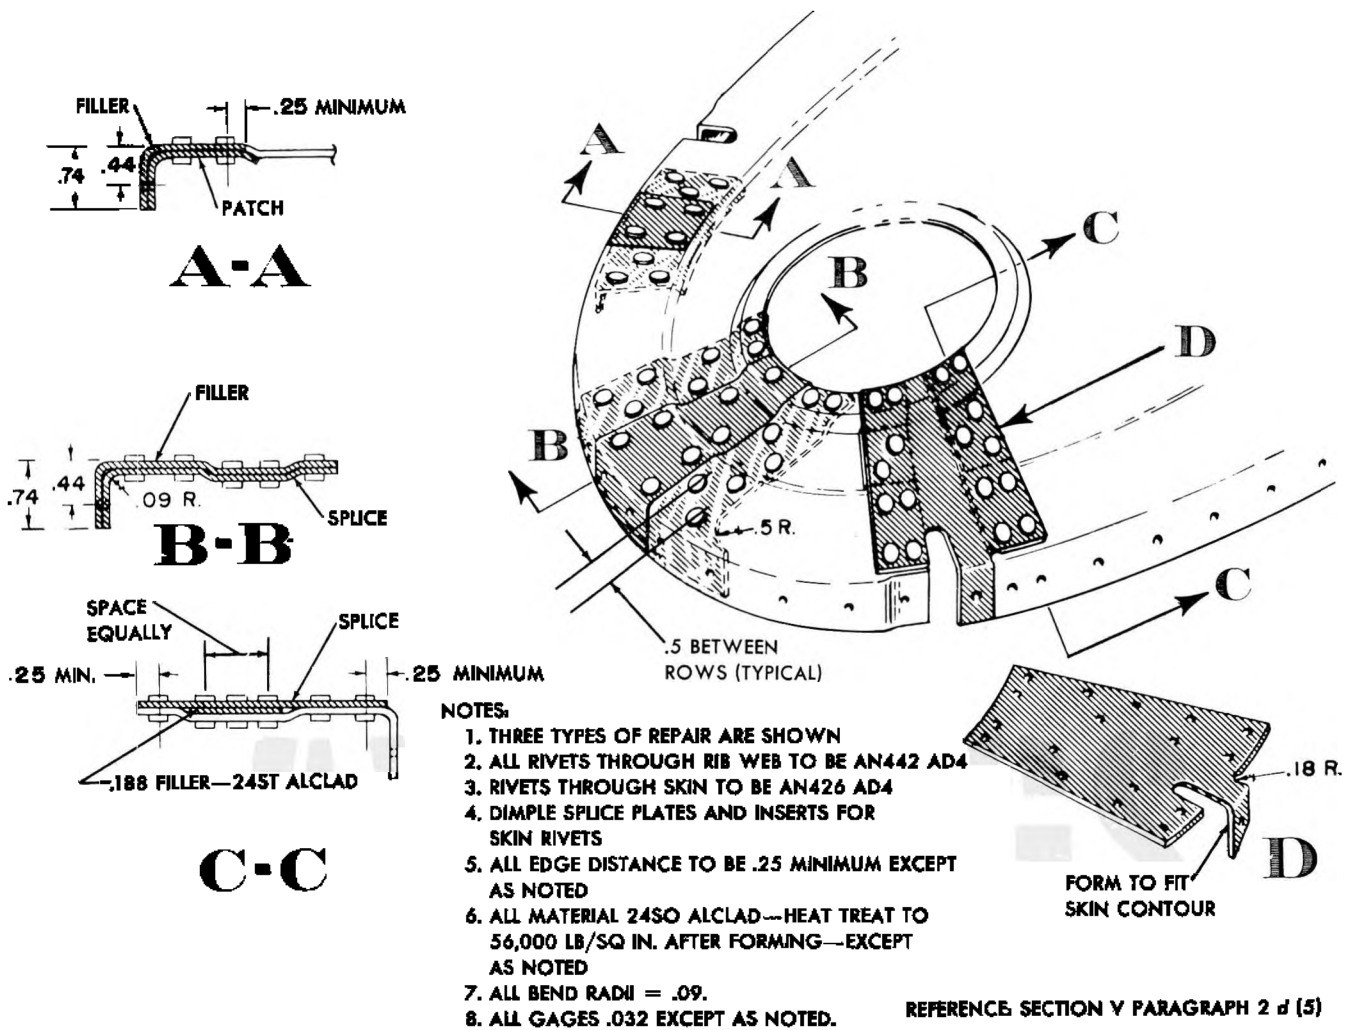 FILLER
.25 MINIMUM
.44
.74
PATCH
A-A
FILLER
.44
.74
.09 R.
SPLICE
B-B
SPACE
EQUALLY
SPLICE
.25 MIN.
.25 MINIMUM
.188 FILLER—24ST ALCLAD
C-C
A
A
B
C
D
B
.5 R.
C
.5 BETWEEN
ROWS (TYPICAL)
.18 R.
D
FORM TO FIT
SKIN CONTOUR
NOTES:
1. THREE TYPES OF REPAIR ARE SHOWN
2. ALL RIVETS THROUGH RIB WEB TO BE AN442 AD4
3. RIVETS THROUGH SKIN TO BE AN426 AD4
4. DIMPLE SPLICE PLATES AND INSERTS FOR
SKIN RIVETS
5. ALL EDGE DISTANCE TO BE .25 MINIMUM EXCEPT
AS NOTED
6. ALL MATERIAL 24SO ALCLAD—HEAT TREAT TO
56,000 LB/SQ IN. AFTER FORMING—EXCEPT
AS NOTED
7. ALL BEND RADII = .09.
8. ALL GAGES .032 EXCEPT AS NOTED.
REFERENCE SECTION V PARAGRAPH 2 d (5)